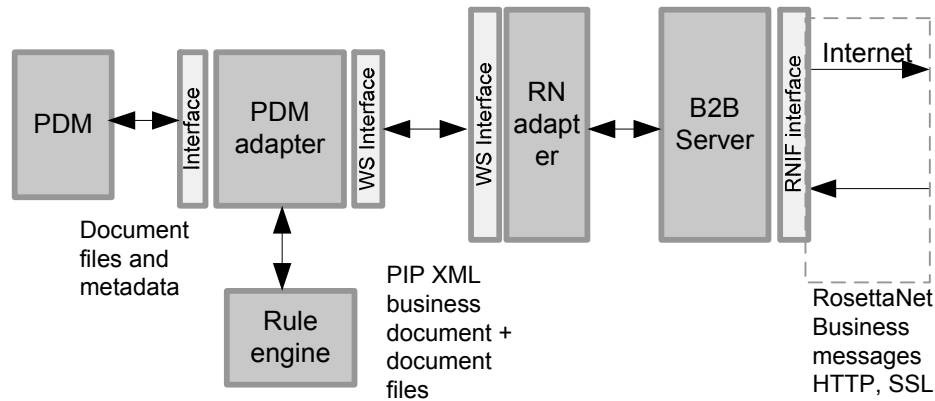 PDM
Interface
PDM
adapter
WS Interface
WS Interface
RN
adapt
er
B2B
Server
RNIF interface
Internet
Document
files and
metadata
Rule
engine
PIP XML
business
document +
document
files
RosettaNet
Business
messages
HTTP, SSL